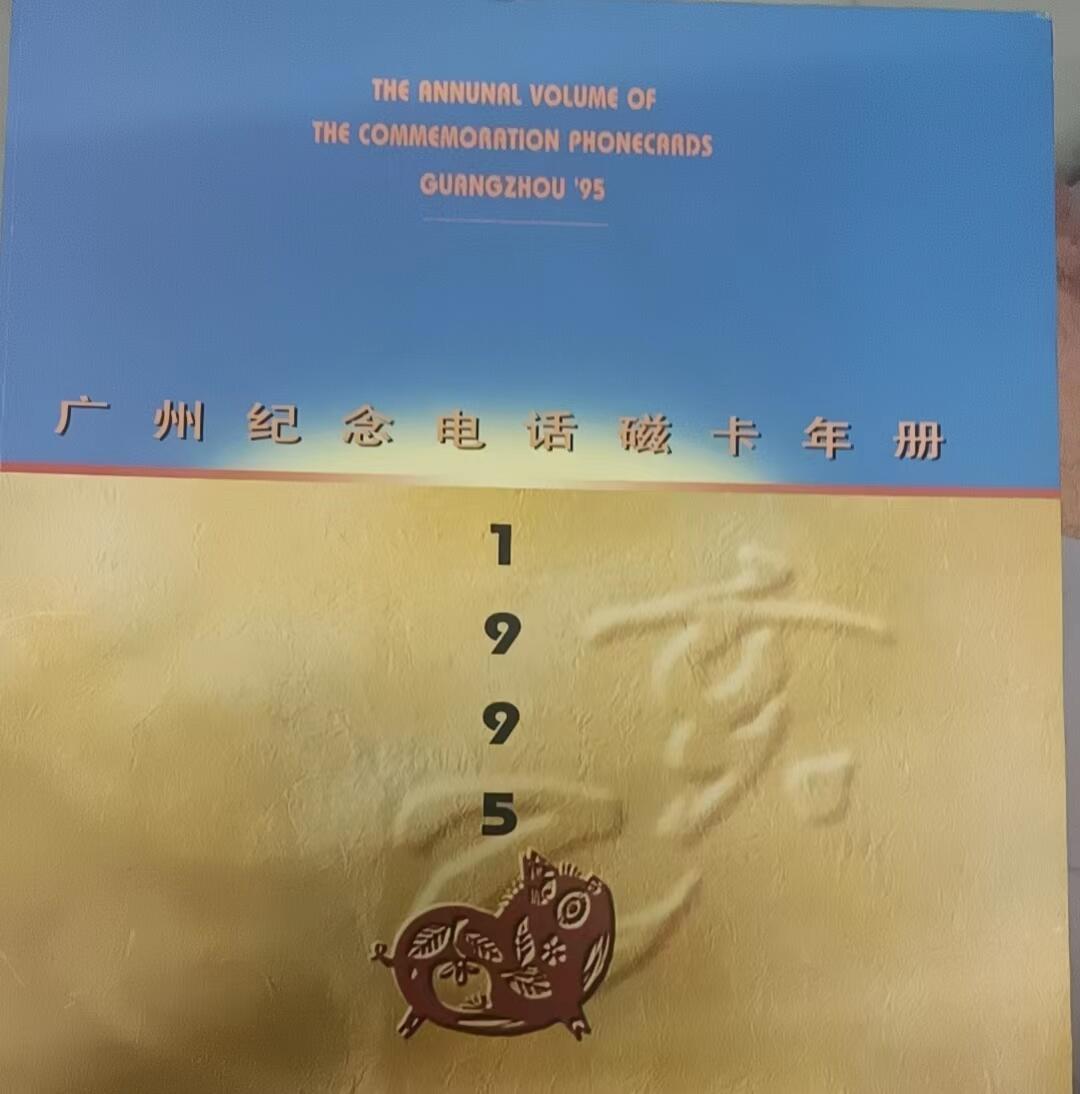 THE ANNUNAL VOLUME OF
THE COMMEMORATION PHONECARDS
GUANGZHOU '95
广州纪念电话磁卡年册
1
9
9
5